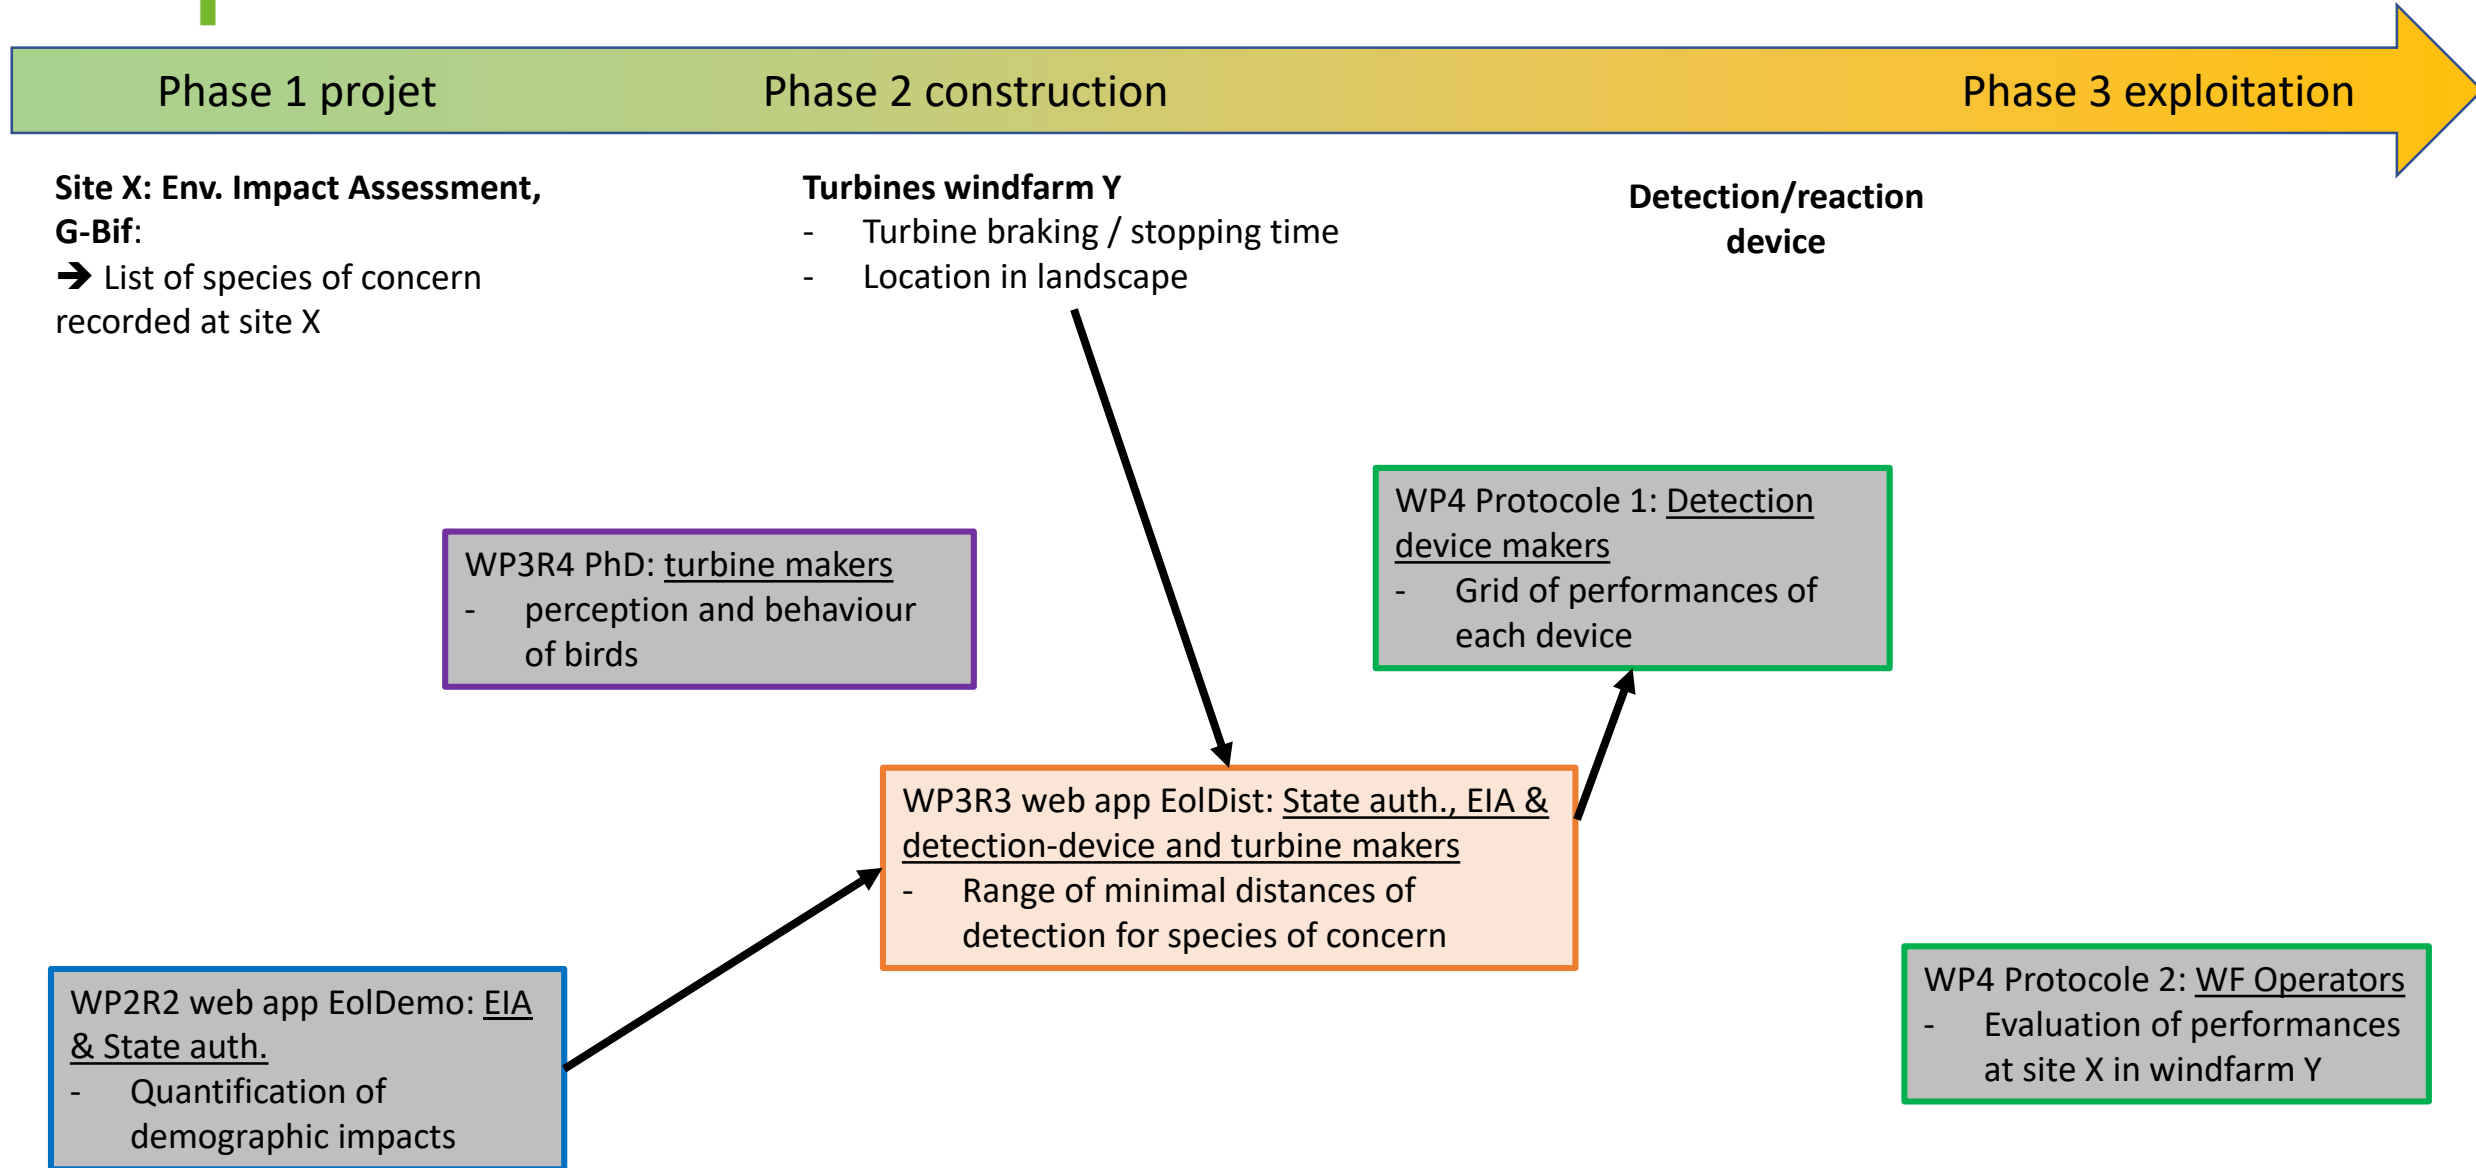 Phase 1 projet
Phase 2 construction
Phase 3 exploitation
Site X: Env. Impact Assessment,
G-Bif:
➔ List of species of concern
recorded at site X
Turbines windfarm Y
- Turbine braking / stopping time
- Location in landscape
Detection/reaction
device
WP3R4 PhD: turbine makers
- perception and behaviour
of birds
WP4 Protocole 1: Detection
device makers
- Grid of performances of
each device
WP3R3 web app EolDist: State auth., EIA &
detection-device and turbine makers
- Range of minimal distances of
detection for species of concern
WP2R2 web app EolDemo: EIA
& State auth.
- Quantification of
demographic impacts
WP4 Protocole 2: WF Operators
- Evaluation of performances
at site X in windfarm Y